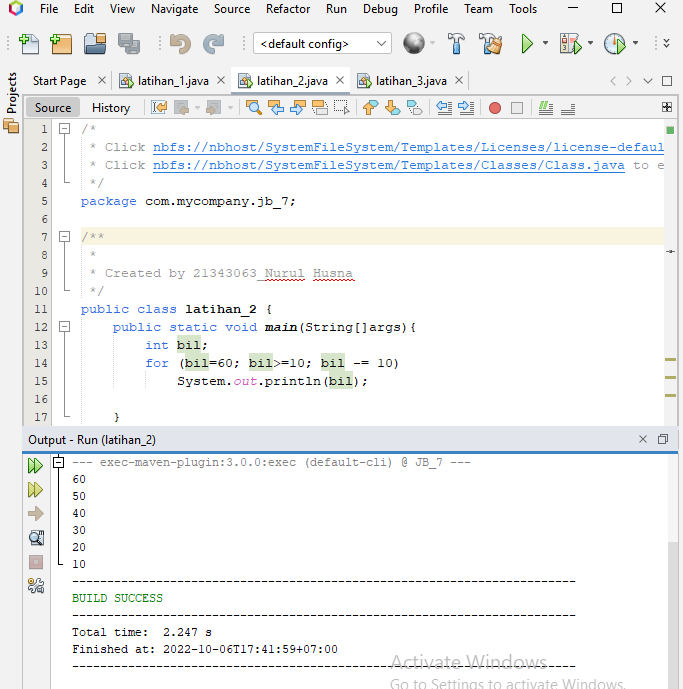 File Edit View Navigate Source Refactor Run Debug Profile Team Tools
<default config>
Projects
Start Page latihan_1.java latihan_2.java latihan_3.java
Source History
1 /*
2 * Click nbfs://nbhost/SystemFileSystem/Templates/Licenses/license-defaul
3 * Click nbfs://nbhost/SystemFileSystem/Templates/Classes/Class.java to e
4 */
5 package com.mycompany.jb_7;
6
7 /**
8 *
9 * Created by 21343063_Nurul Husna
10 */
11 public class latihan_2 {
12 public static void main(String[]args){
13 int bil;
14 for (bil=60; bil>=10; bil -= 10)
15 System.out.println(bil);
16
17 }
Output - Run (latihan_2)
--- exec-maven-plugin:3.0.0:exec (default-cli) @ JB_7 ---
60
50
40
30
20
10
------------------------------------------------------------------------
BUILD SUCCESS
------------------------------------------------------------------------
Total time: 2.247 s
Finished at: 2022-10-06T17:41:59+07:00
------------------------------------------------------------------------
Activate Windows
Go to Settings to activate Windows.